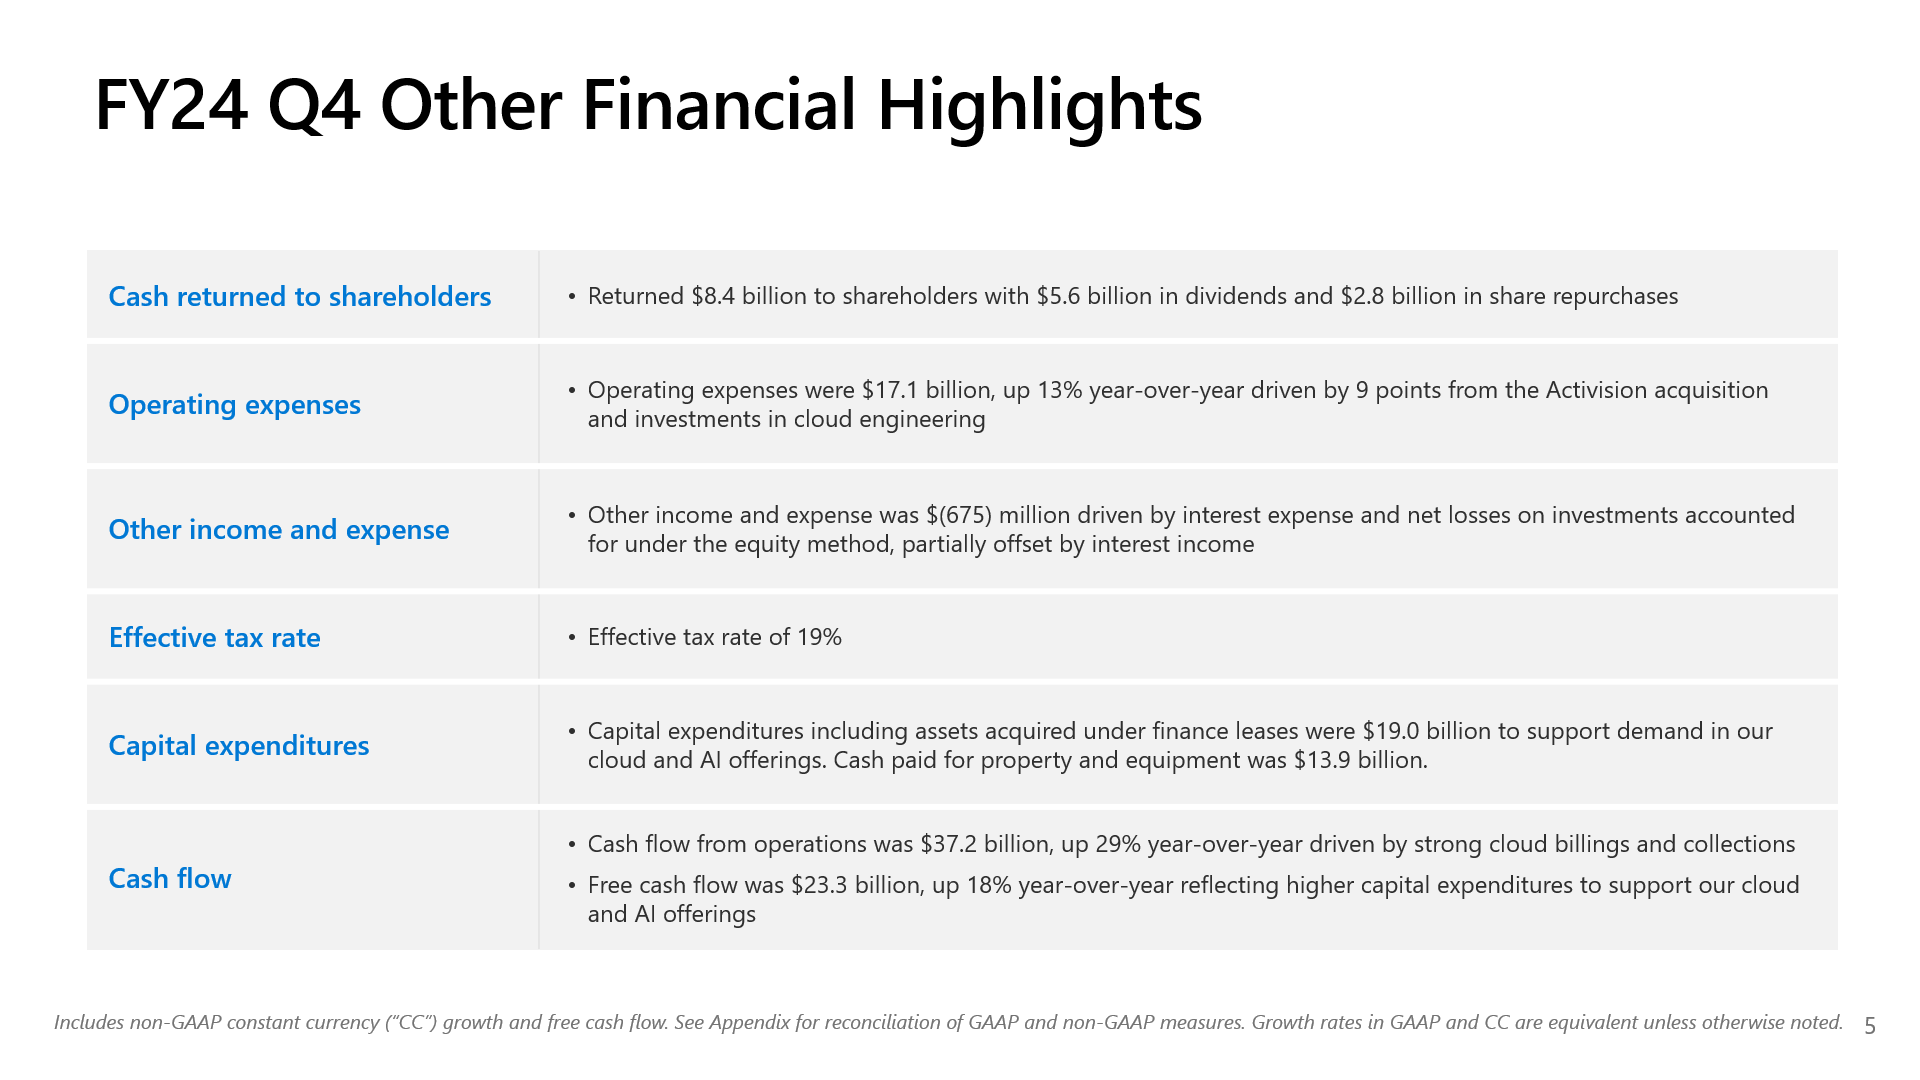 FY24 Q4 Other Financial Highlights
Cash returned to shareholders
• Returned $8.4 billion to shareholders with $5.6 billion in dividends and $2.8 billion in share repurchases
Operating expenses
• Operating expenses were $17.1 billion, up 13% year-over-year driven by 9 points from the Activision acquisition
and investments in cloud engineering
Other income and expense
• Other income and expense was $(675) million driven by interest expense and net losses on investments accounted
for under the equity method, partially offset by interest income
Effective tax rate
• Effective tax rate of 19%
Capital expenditures
• Capital expenditures including assets acquired under finance leases were $19.0 billion to support demand in our
cloud and AI offerings. Cash paid for property and equipment was $13.9 billion.
Cash flow
• Cash flow from operations was $37.2 billion, up 29% year-over-year driven by strong cloud billings and collections
• Free cash flow was $23.3 billion, up 18% year-over-year reflecting higher capital expenditures to support our cloud
and AI offerings
Includes non-GAAP constant currency (“CC“) growth and free cash flow. See Appendix for reconciliation of GAAP and non-GAAP measures. Growth rates in GAAP and CC are equivalent unless otherwise noted.
5